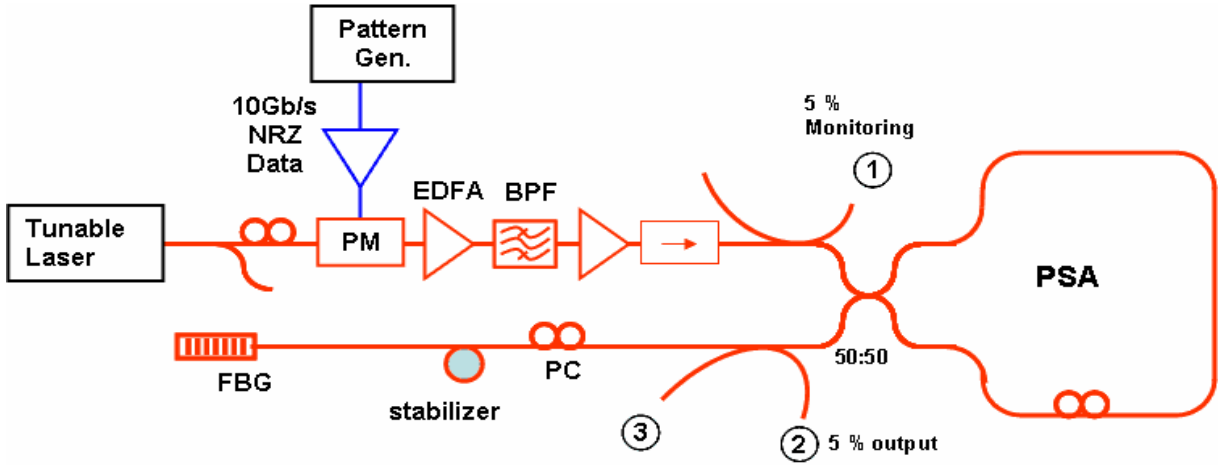 Pattern
Gen.
10Gb/s
NRZ
Data
5 %
Monitoring
1
EDFA
BPF
Tunable
Laser
PM
PSA
50:50
FBG
PC
stabilizer
3
2
5 % output